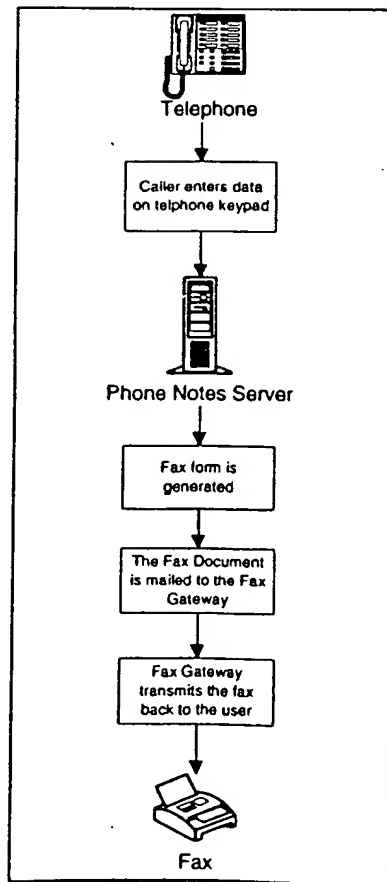 Telephone
Caller enters data
on telphone keypad
Phone Notes Server
Fax form is
generated
The Fax Document
is mailed to the Fax
Gateway
Fax Gateway
transmits the fax
back to the user
Fax